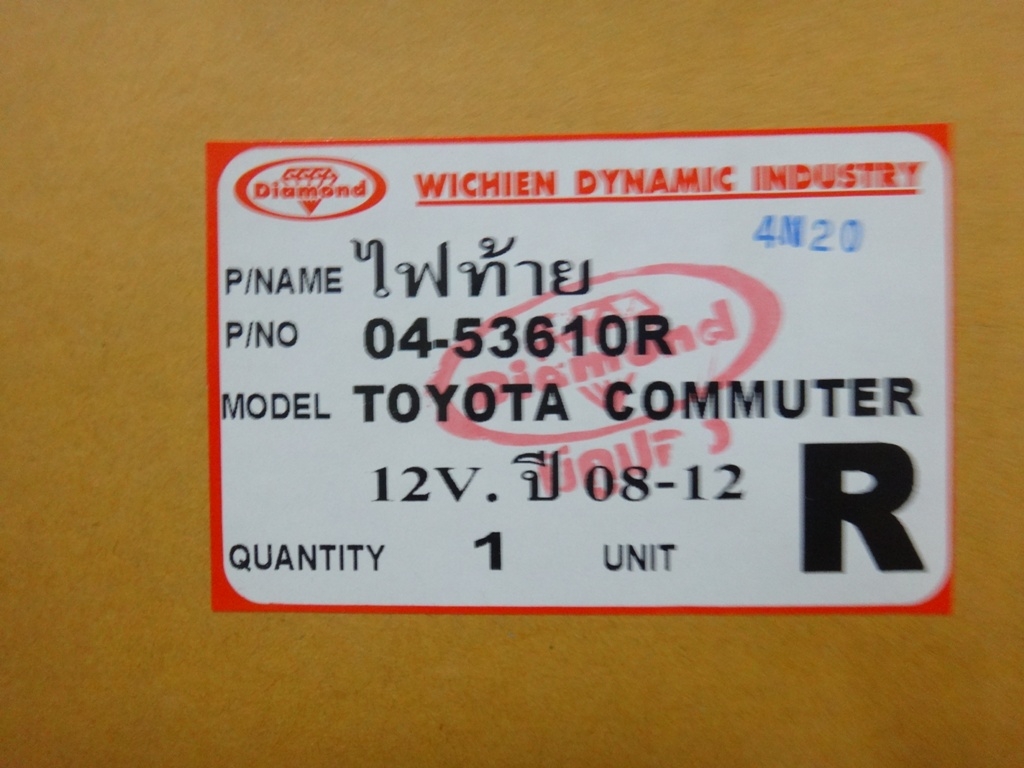 Diamond
WICHIEN DYNAMIC INDUSTRY
4N20
P/NAME ไฟท้าย
P/NO 04-53610R
Diamond
MODEL TOYOTA COMMUTER
12V. ปี 08-12
R
QUANTITY 1 UNIT